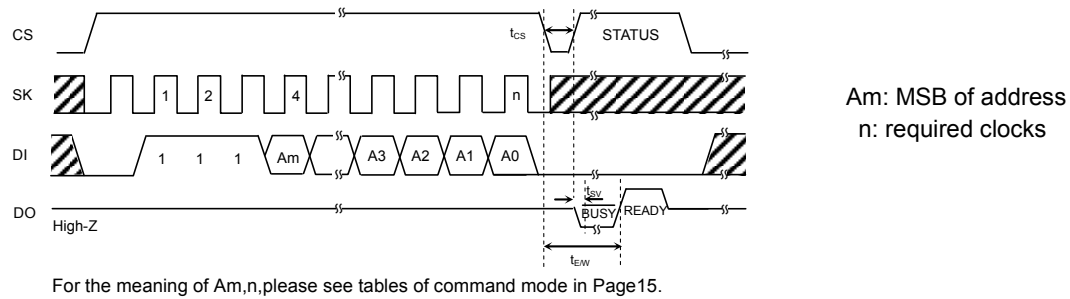 CS tCS STATUS
SK 1 2 4 n
Am: MSB of address
n: required clocks
DI 1 1 1 Am A3 A2 A1 A0
tSV
DO High-Z BUSY READY
tE/W
For the meaning of Am,n,please see tables of command mode in Page15.